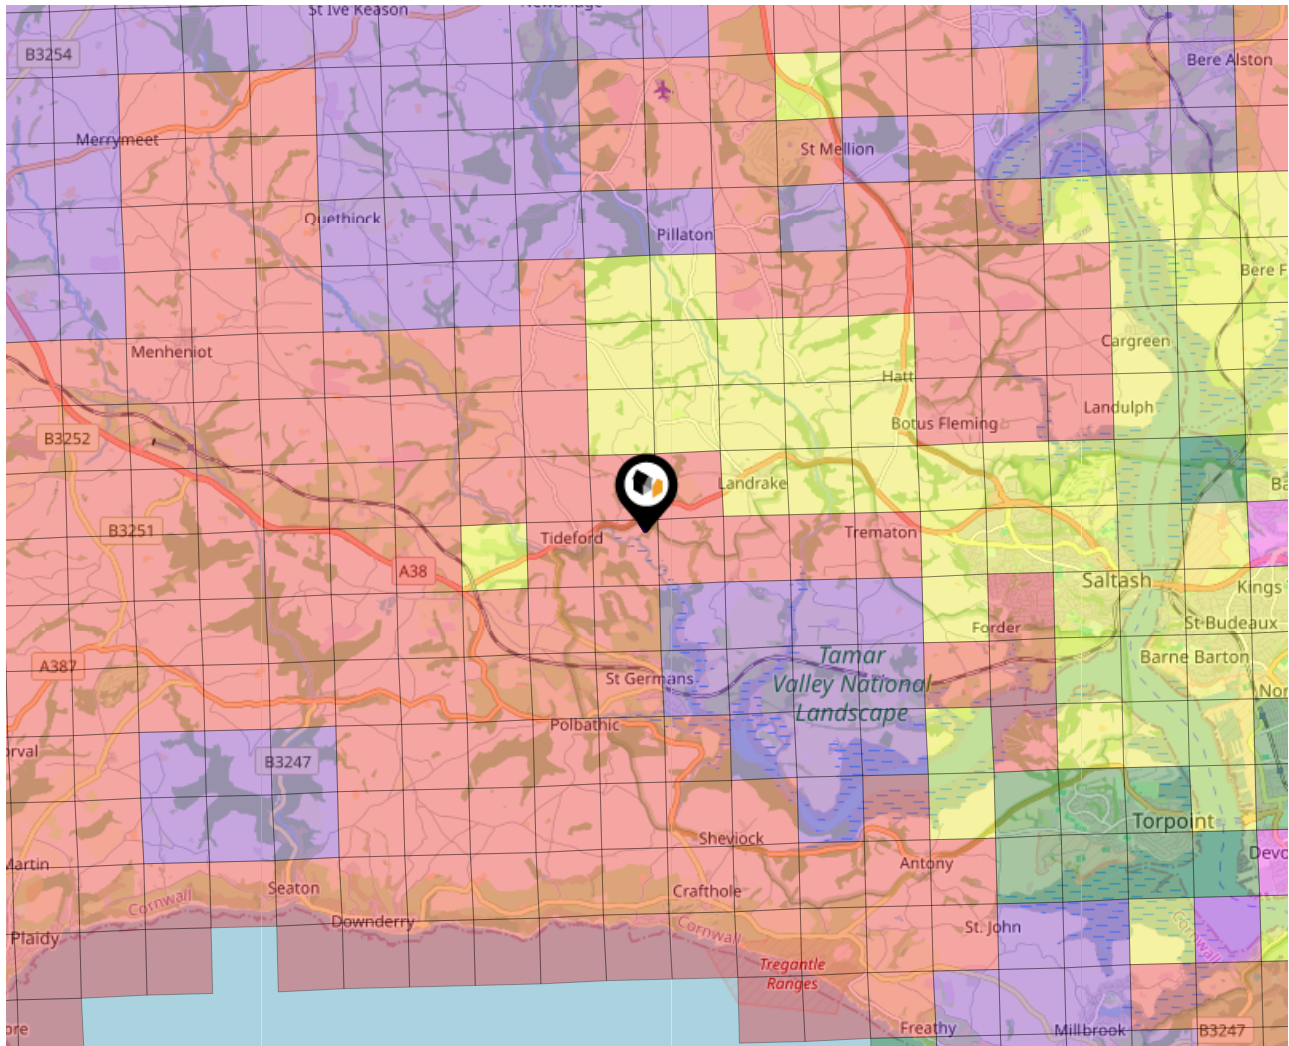 St Ive Keason
Newbridge
B3254
Bere Alston
Merrymeet
St Mellion
Quethiock
Pillaton
Bere F
Menheniot
Cargreen
Hatt
Landulph
Botus Fleming
B3252
Landrake
Ba
B3251
Tideford
Trematon
A38
Saltash
Kings
St Budeaux
Forder
Tamar
Valley National
Landscape
Barne Barton
A387
St Germans
Nor
Polbathic
orval
B3247
Torpoint
Sheviock
Devo
Martin
Antony
Seaton
Crafthole
Cornwall
Downderry
Cornwall
St. John
Cornwall
Plaidy
Tregantle
Ranges
ore
Freathy
Millbrook
B3247